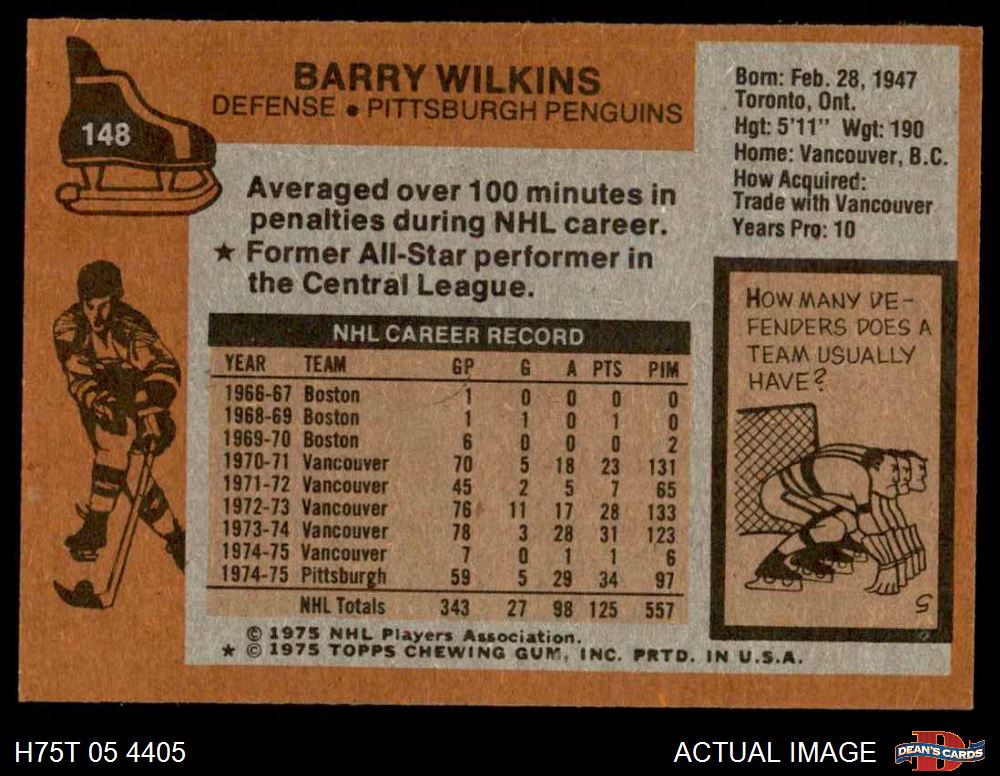 148
BARRY WILKINS
DEFENSE • PITTSBURGH PENGUINS
Born: Feb. 28, 1947
Toronto, Ont.
Hgt: 5'11" Wgt: 190
Home: Vancouver, B.C.
How Acquired:
Trade with Vancouver
Years Pro: 10
Averaged over 100 minutes in
penalties during NHL career.
★ Former All-Star performer in
the Central League.
NHL CAREER RECORD
YEAR TEAM GP G A PTS PIM
1966-67 Boston 1 0 0 0 0
1968-69 Boston 1 1 0 1 0
1969-70 Boston 6 0 0 0 2
1970-71 Vancouver 70 5 18 23 131
1971-72 Vancouver 45 2 5 7 65
1972-73 Vancouver 76 11 17 28 133
1973-74 Vancouver 78 3 28 31 123
1974-75 Vancouver 7 0 1 1 6
1974-75 Pittsburgh 59 5 29 34 97
NHL Totals 343 27 98 125 557
© 1975 NHL Players Association.
★ © 1975 TOPPS CHEWING GUM, INC. PRTD. IN U.S.A.
HOW MANY DE-
FENDERS DOES A
TEAM USUALLY
HAVE?
5
H75T 05 4405
ACTUAL IMAGE
D
DEAN'S CARDS